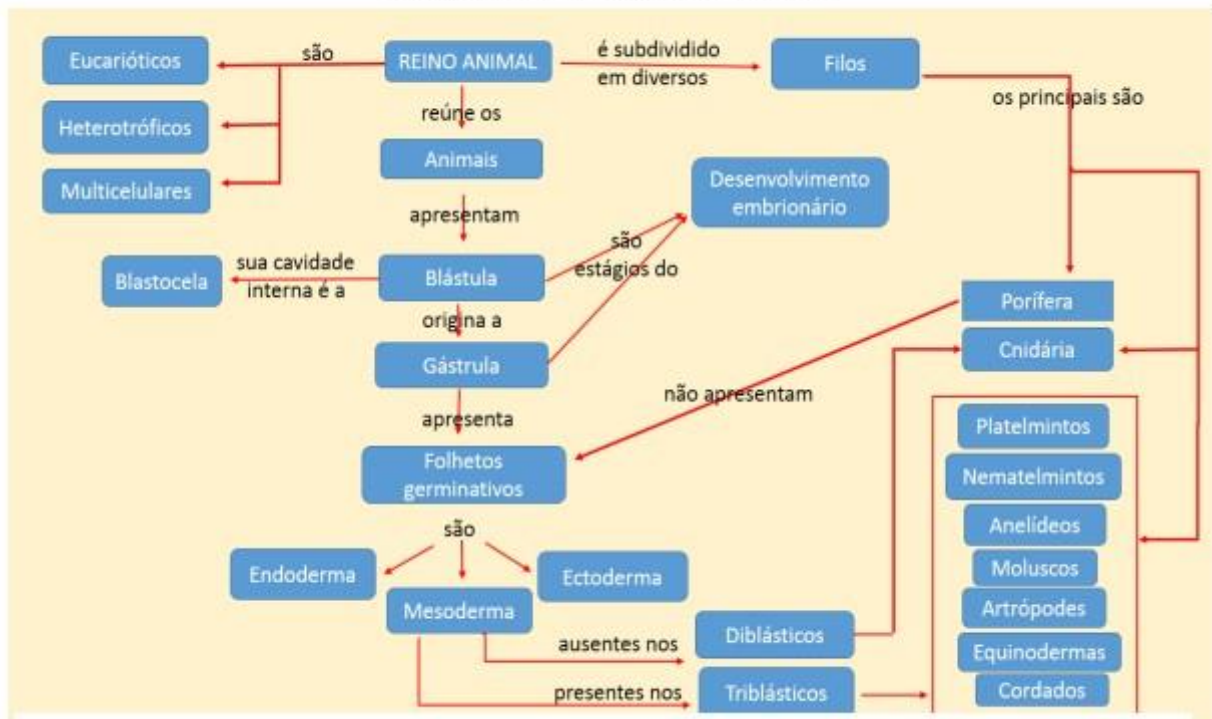 Eucarióticos
são
REINO ANIMAL
é subdividido
em diversos
Filos
os principais são
Heterotróficos
reúne os
Multicelulares
Animais
Desenvolvimento
embrionário
apresentam
são
estágios do
Blastocela
sua cavidade
interna é a
Blástula
origina a
Porífera
Cnidária
Gástrula
não apresentam
apresenta
Folhetos
germinativos
são
Endoderma
Ectoderma
Mesoderma
Platelmintos
Nematelmintos
Anelídeos
Moluscos
Artrópodes
Equinodermas
Cordados
ausentes nos
Diblásticos
presentes nos
Triblásticos